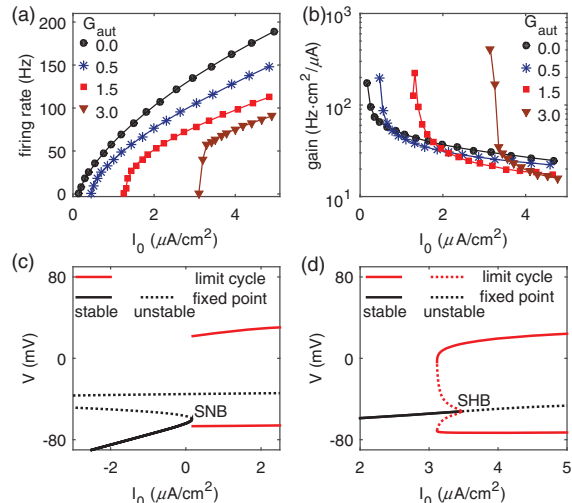 (a)
G_aut
0.0
0.5
1.5
3.0
200
150
100
50
0
firing rate (Hz)
0 2 4
I_0 (μA/cm^2)
(b)
G_aut
0.0
0.5
1.5
3.0
10^3
10^2
10^1
gain (Hz·cm^2/μA)
0 2 4
I_0 (μA/cm^2)
(c)
80
0
-80
V (mV)
limit cycle
fixed point
stable unstable
SNB
-2 0 2
I_0 (μA/cm^2)
(d)
80
0
-80
V (mV)
limit cycle
fixed point
stable unstable
SHB
2 3 4 5
I_0 (μA/cm^2)